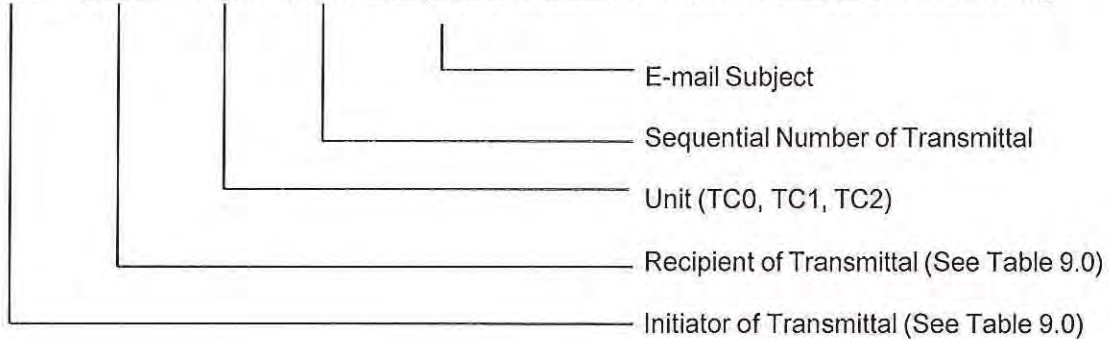 E-mail Subject
Sequential Number of Transmittal
Unit (TC0, TC1, TC2)
Recipient of Transmittal (See Table 9.0)
Initiator of Transmittal (See Table 9.0)